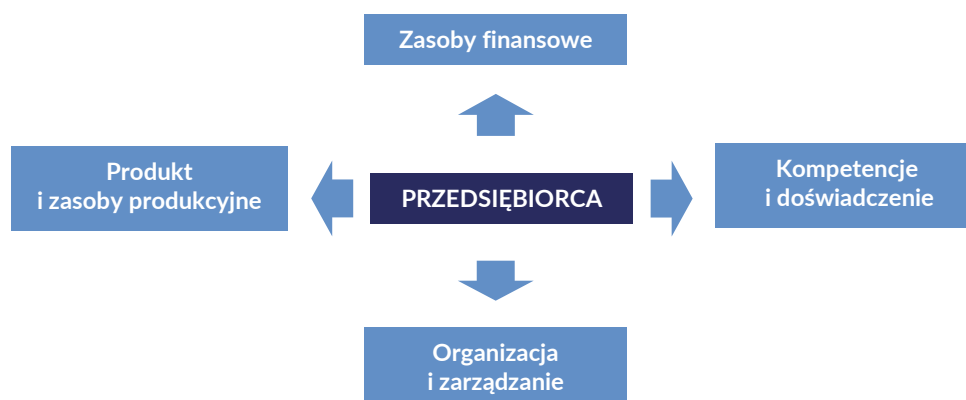 Zasoby finansowe
Produkt
i zasoby produkcyjne
PRZEDSIĘBIORCA
Kompetencje
i doświadczenie
Organizacja
i zarządzanie